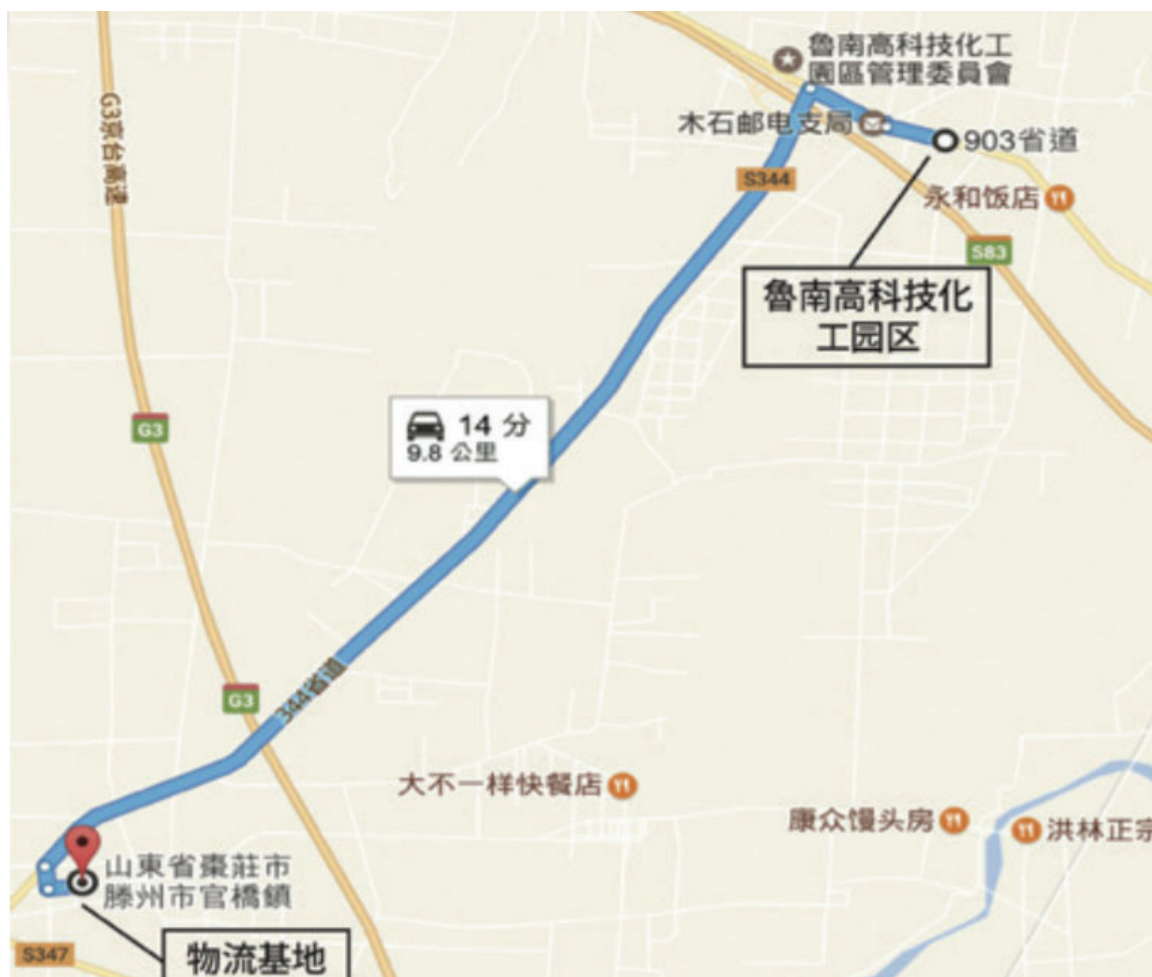 魯南高科技化工
園區管理委員會
G3京台高速
木石邮电支局
903省道
S344
永和饭店
S83
魯南高科技化
工园区
14 分
9.8 公里
G3
344省道
G3
大不一样快餐店
康众馒头房
洪林正宗
山東省棗莊市
滕州市官橋鎮
物流基地
S347